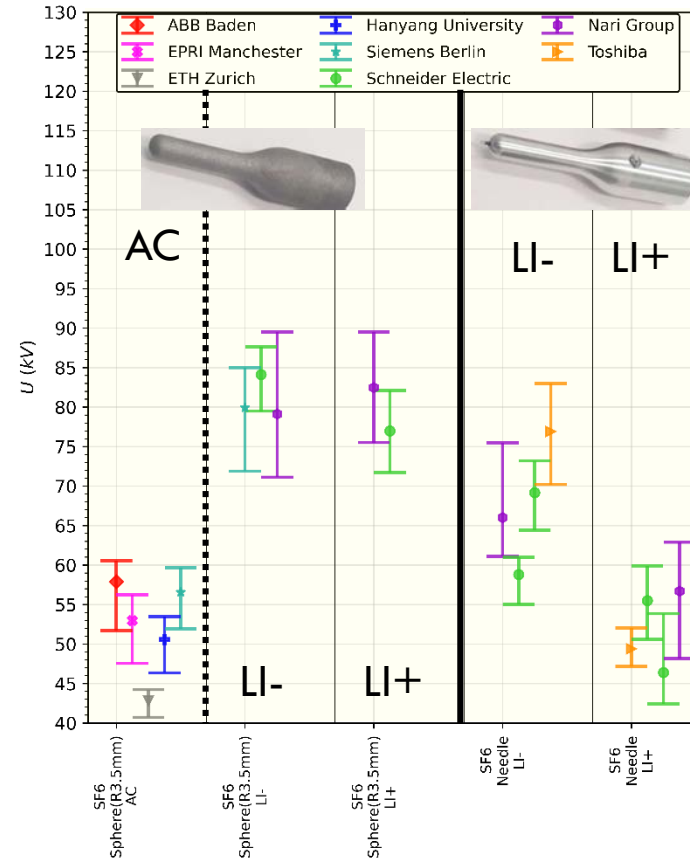 ABB Baden
EPRI Manchester
ETH Zurich
Hanyang University
Siemens Berlin
Schneider Electric
Nari Group
Toshiba
U (kV)
130
125
120
115
110
105
100
95
90
85
80
75
70
65
60
55
50
45
40
AC
LI-
LI+
LI-
LI+
SF6
Sphere(R3.5mm)
AC
SF6
Sphere(R3.5mm)
LI-
SF6
Sphere(R3.5mm)
LI+
SF6
Needle
LI-
SF6
Needle
LI+